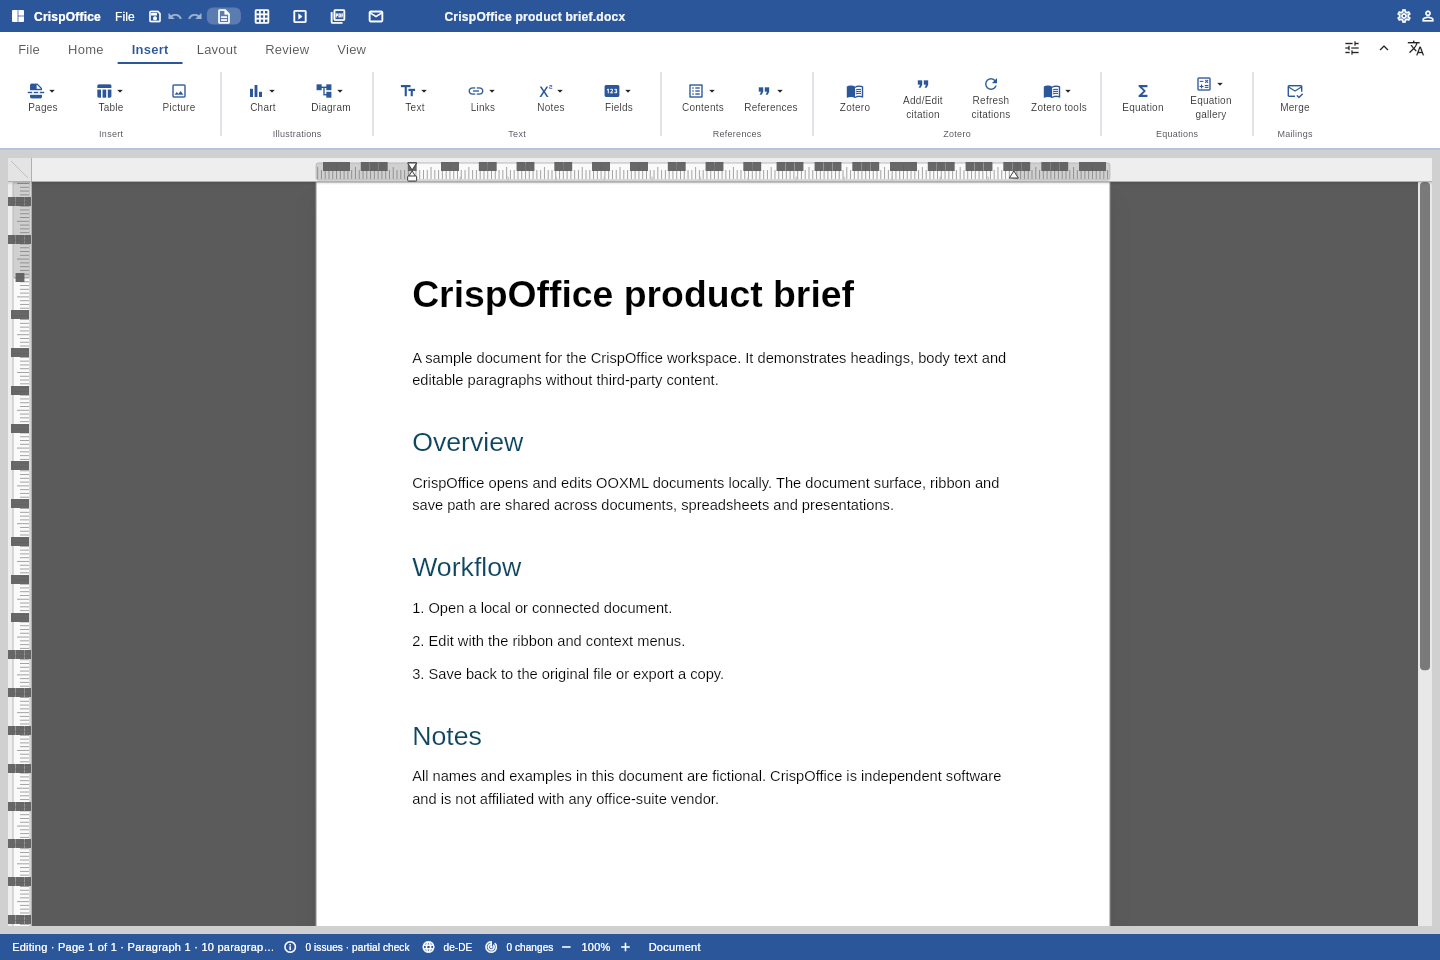 CrispOffice File CrispOffice product brief.docx
File Home Insert Layout Review View
Pages Table Picture Chart Diagram Text Links Notes Fields Contents References Zotero Add/Edit citation Refresh citations Zotero tools Equation Equation gallery Merge
Insert Illustrations Text References Zotero Equations Mailings
CrispOffice product brief
A sample document for the CrispOffice workspace. It demonstrates headings, body text and
editable paragraphs without third-party content.
Overview
CrispOffice opens and edits OOXML documents locally. The document surface, ribbon and
save path are shared across documents, spreadsheets and presentations.
Workflow
1. Open a local or connected document.
2. Edit with the ribbon and context menus.
3. Save back to the original file or export a copy.
Notes
All names and examples in this document are fictional. CrispOffice is independent software
and is not affiliated with any office-suite vendor.
Editing · Page 1 of 1 · Paragraph 1 · 10 paragrap… 0 issues · partial check de-DE 0 changes 100% Document